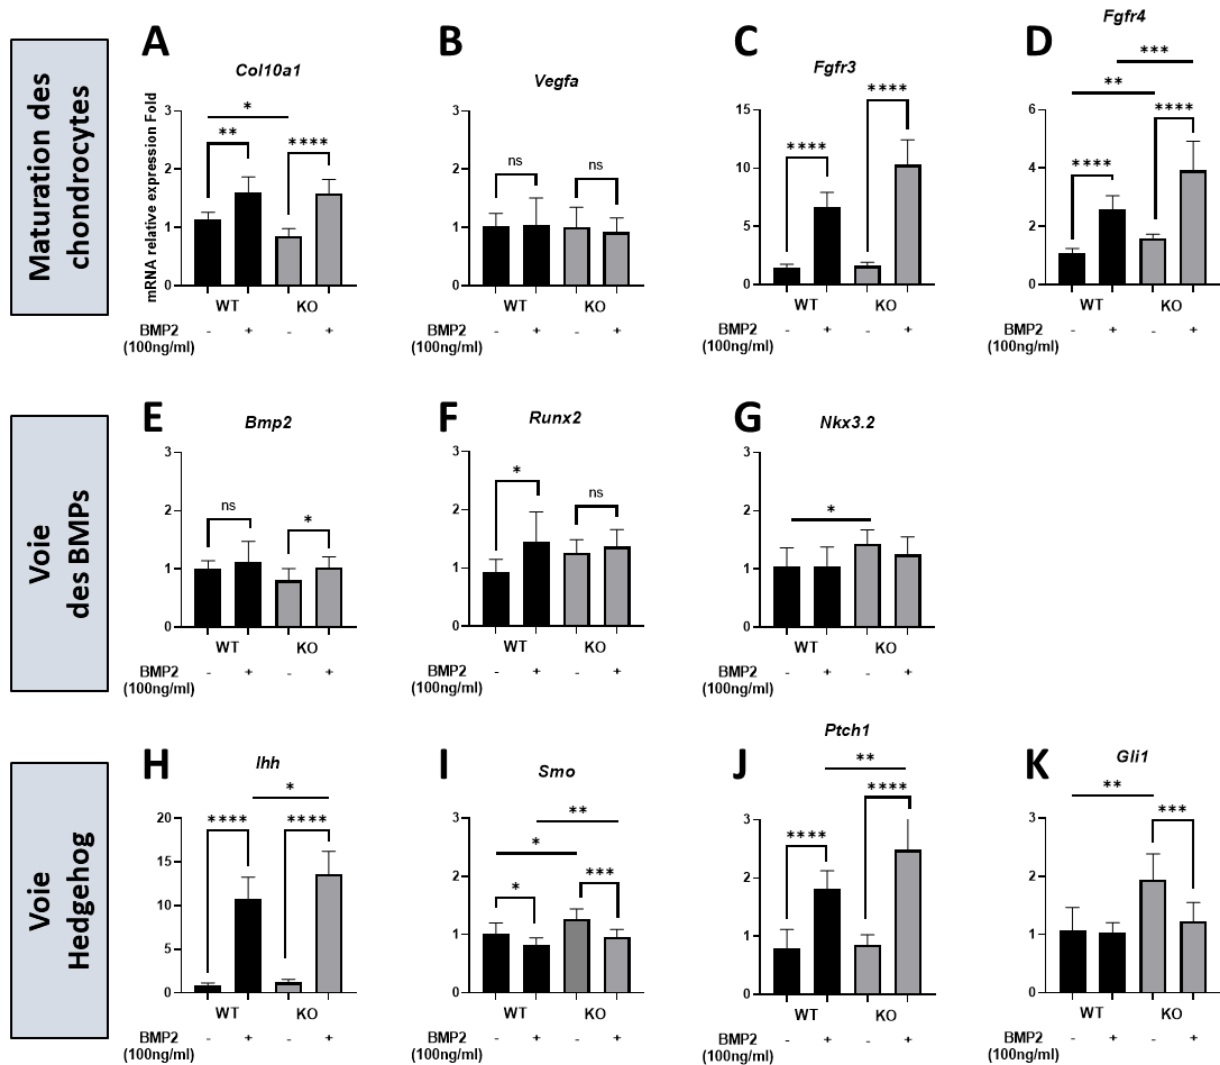 Maturation des
chondrocytes
A
Col10a1
mRNA relative expression Fold
3
2
1
0
*
**
****
WT
KO
BMP2
(100ng/ml)
-
+
-
+
B
Vegfa
3
2
1
0
ns
ns
WT
KO
BMP2
(100ng/ml)
-
+
-
+
C
Fgfr3
15
10
5
0
****
****
WT
KO
BMP2
(100ng/ml)
-
+
-
+
D
Fgfr4
6
4
2
0
***
**
****
****
WT
KO
BMP2
(100ng/ml)
-
+
-
+
Voie
des BMPs
E
Bmp2
3
2
1
0
ns
*
WT
KO
BMP2
(100ng/ml)
-
+
-
+
F
Runx2
3
2
1
0
*
ns
WT
KO
BMP2
(100ng/ml)
-
+
-
+
G
Nkx3.2
3
2
1
0
*
WT
KO
BMP2
(100ng/ml)
-
+
-
+
Voie
Hedgehog
H
Ihh
20
15
10
5
0
*
****
****
WT
KO
BMP2
(100ng/ml)
-
+
-
+
I
Smo
3
2
1
0
**
*
*
***
WT
KO
BMP2
(100ng/ml)
-
+
-
+
J
Ptch1
3
2
1
0
**
****
****
WT
KO
BMP2
(100ng/ml)
-
+
-
+
K
Gli1
3
2
1
0
**
***
WT
KO
BMP2
(100ng/ml)
-
+
-
+